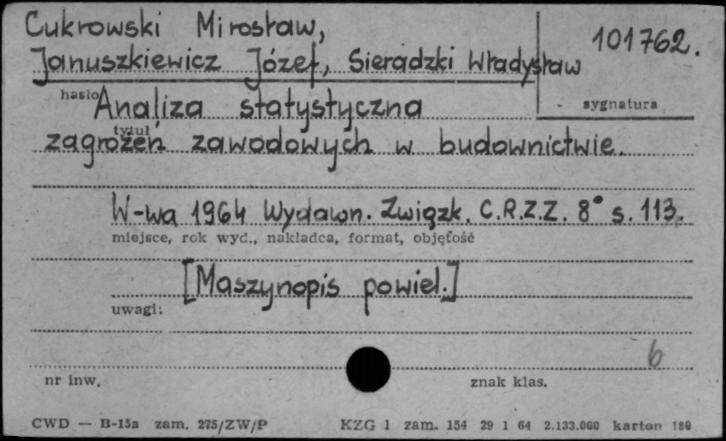 Cukrowski Mirosław,
101762.
Januszkiewicz Józef, Sieradzki Władysław
hasło Analiza statystyczna
sygnatura
tytuł
zagrożeń zawodowych w budownictwie.
W-wa 1964 Wydawn. Związk. C.R.Z.Z. 8° s. 113.
miejsce, rok wyd., nakładca, format, objętość
[Maszynopis powiel.]
uwagi:
6
nr inw.
znak klas.
CWD — B-15a zam. 275/ZW/P
KZG 1 zam. 154 29 1 64 2.133.000 karton 180